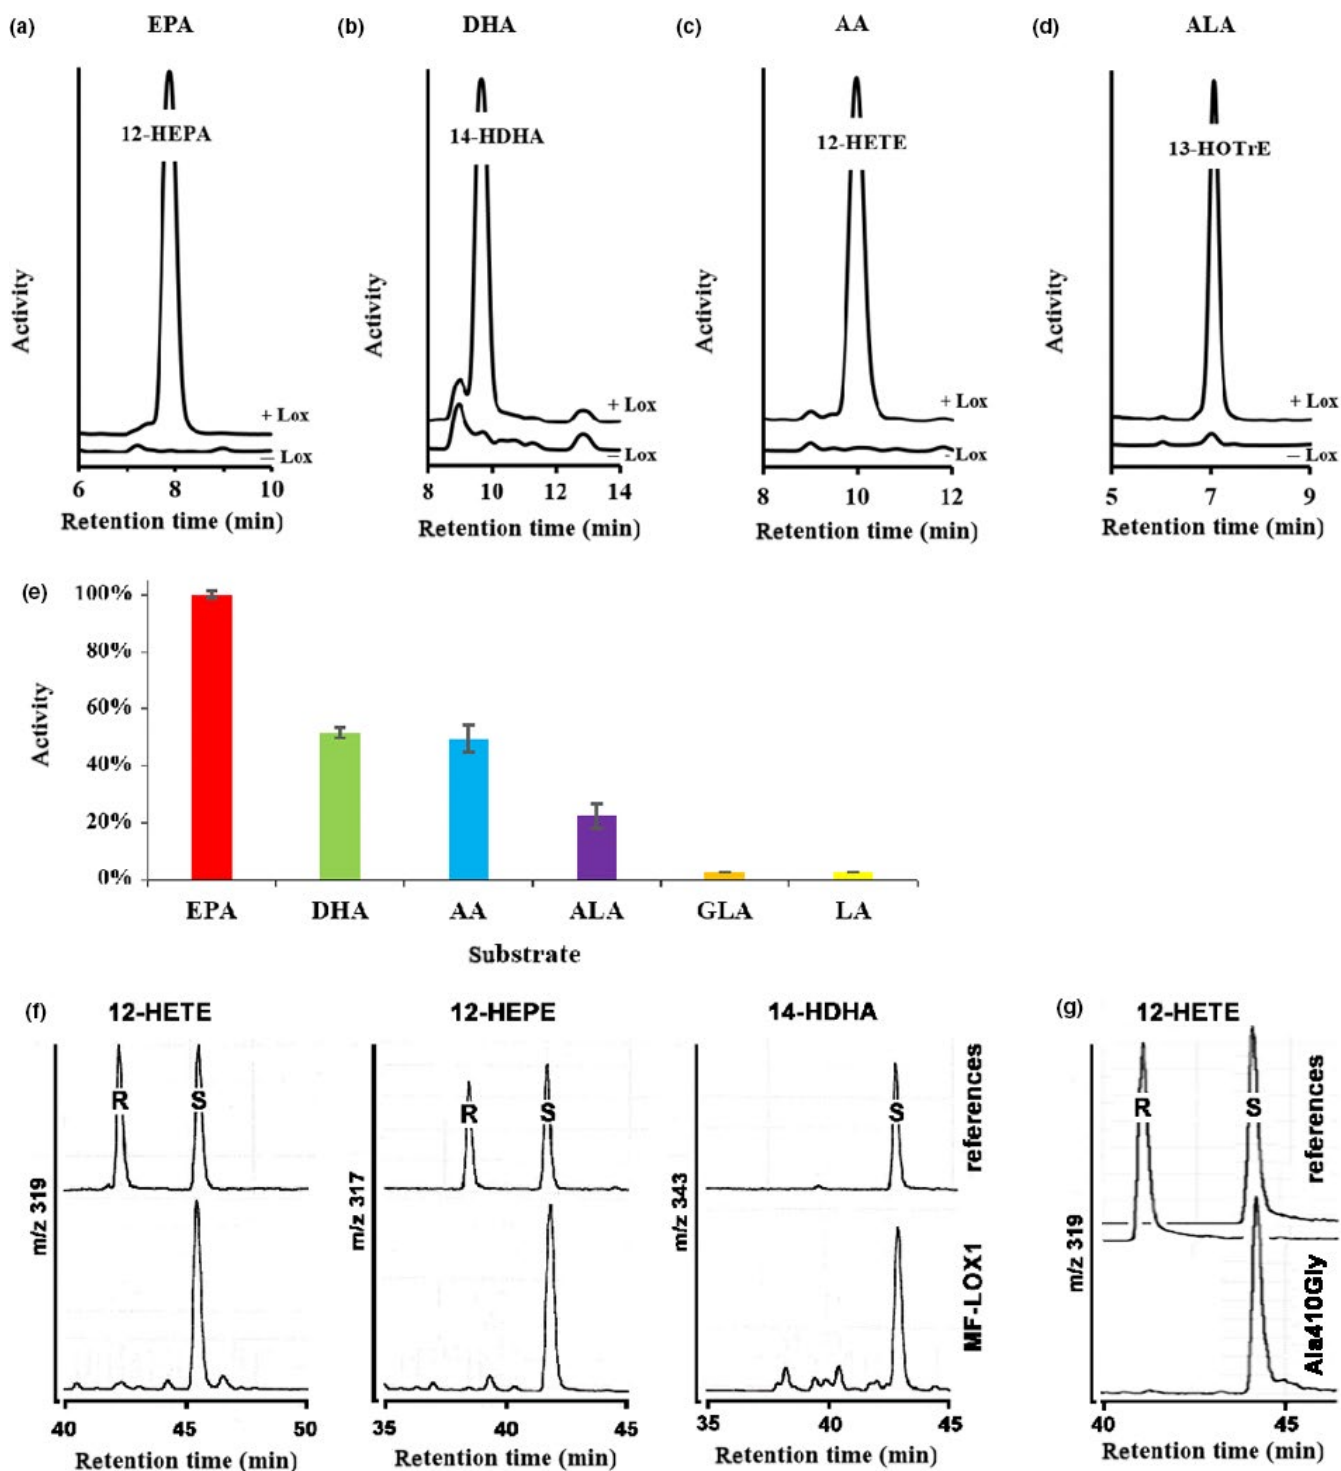 (a) EPA (b) DHA (c) AA (d) ALA
12-HEPA 14-HDHA 12-HETE 13-HOTrE
Activity Activity Activity Activity
+ Lox + Lox + Lox + Lox
– Lox – Lox - Lox – Lox
6 8 10 8 10 12 14 8 10 12 5 7 9
Retention time (min) Retention time (min) Retention time (min) Retention time (min)
(e)
100%
80%
60%
40%
20%
0%
Activity
EPA DHA AA ALA GLA LA
Substrate
(f) 12-HETE 12-HEPE 14-HDHA (g) 12-HETE
R S R S S references R S references
m/z 319 m/z 317 m/z 343 MF-LOX1 m/z 319 Ala410Gly
40 45 50 35 40 45 35 40 45 40 45
Retention time (min) Retention time (min) Retention time (min) Retention time (min)